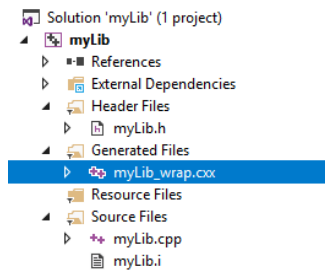 Solution 'myLib' (1 project)
myLib
References
External Dependencies
Header Files
myLib.h
Generated Files
myLib_wrap.cxx
Resource Files
Source Files
myLib.cpp
myLib.i